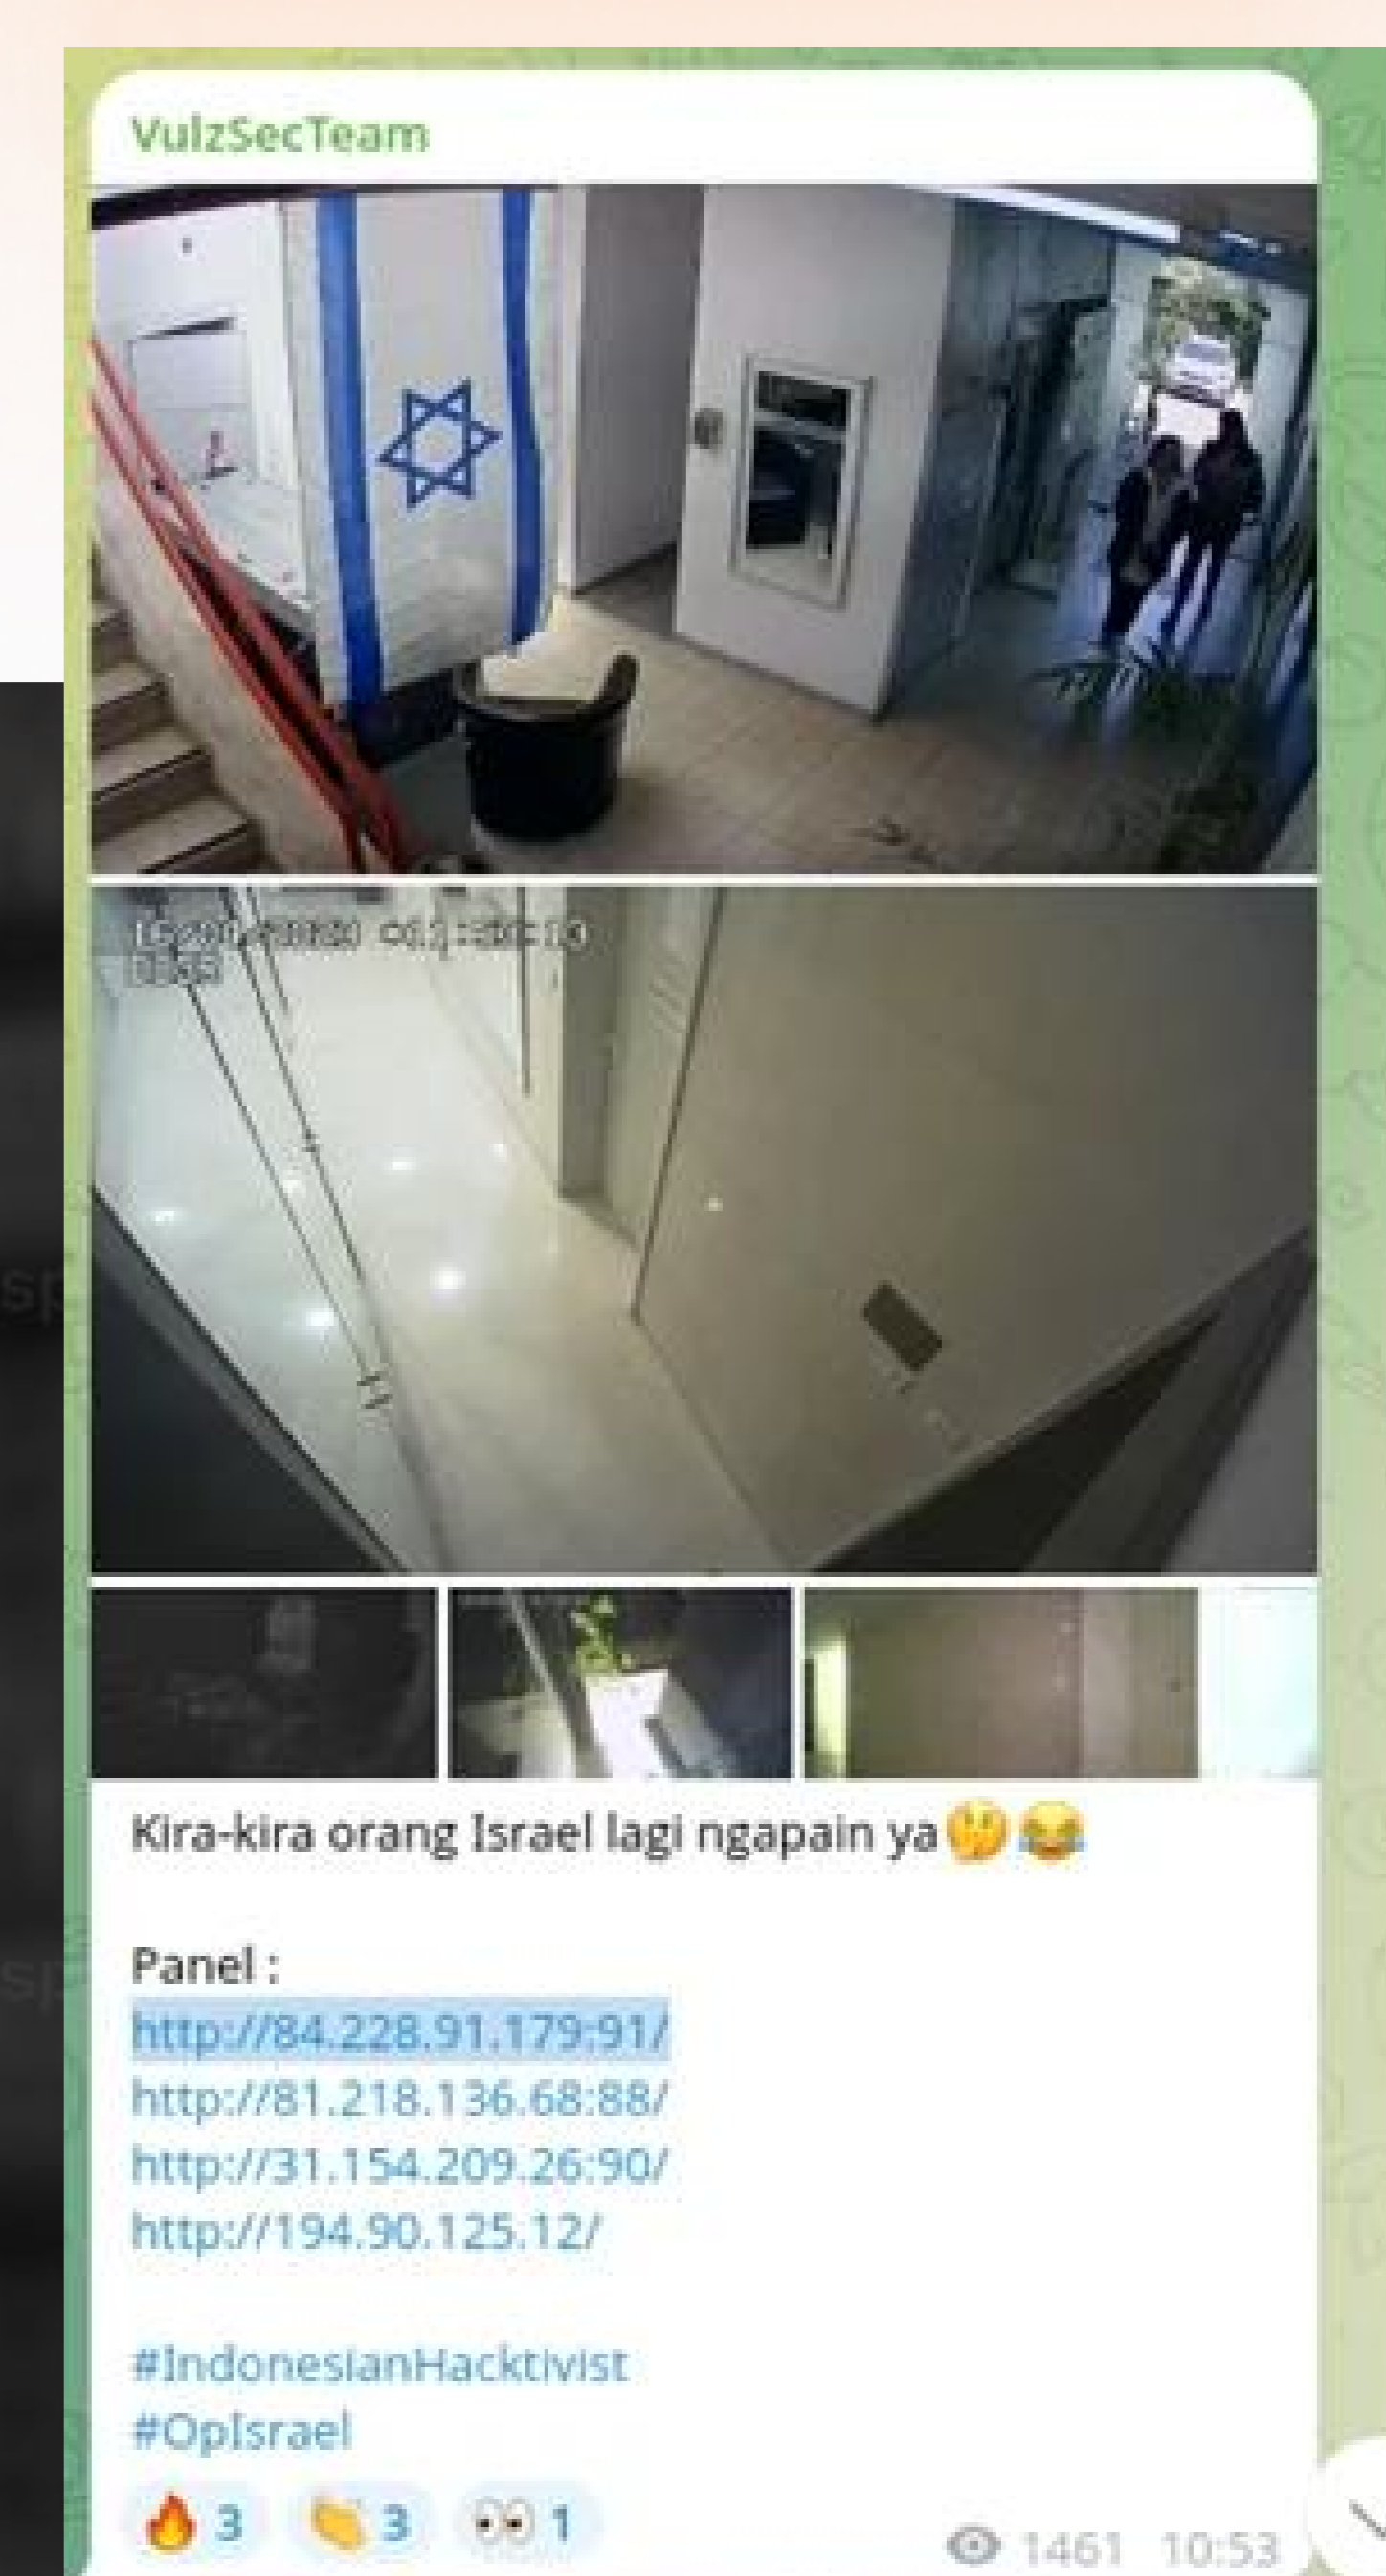 VulzSecTeam
Kira-kira orang Israel lagi ngapain ya🤔😂
Panel :
http://84.228.91.179:91/
http://81.218.136.68:88/
http://31.154.209.26:90/
http://194.90.125.12/
#IndonesianHacktivist
#OpIsrael
🔥 3 👏 3 👀 1
1461 10:53